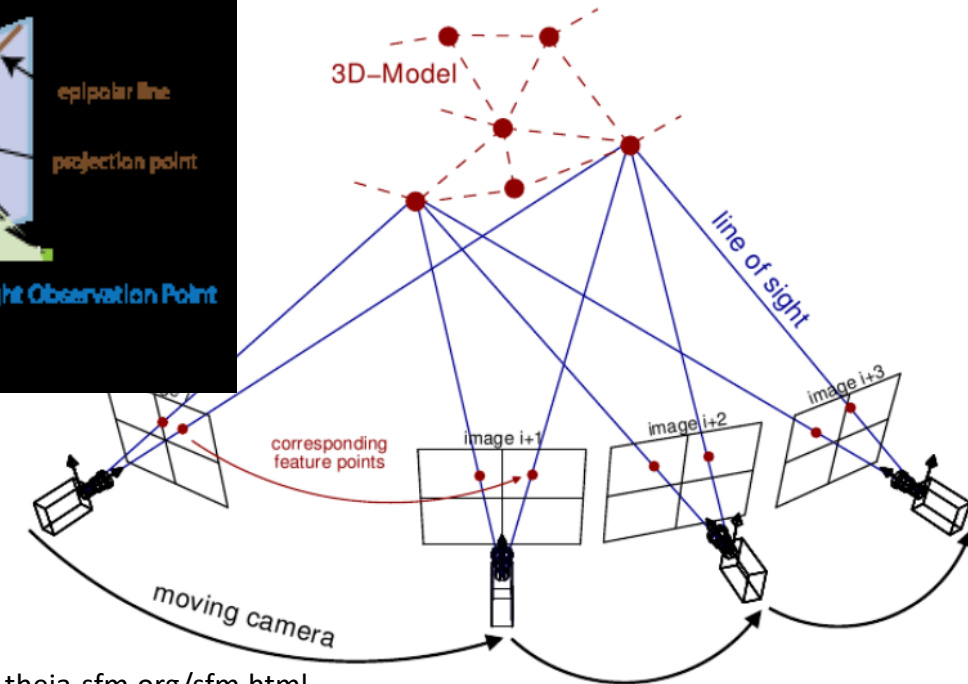 epipolar line
projection point
ht Observation Point
3D-Model
line of sight
corresponding
feature points
image i+1
image i+2
image i+3
moving camera
theia-sfm.org/sfm.html